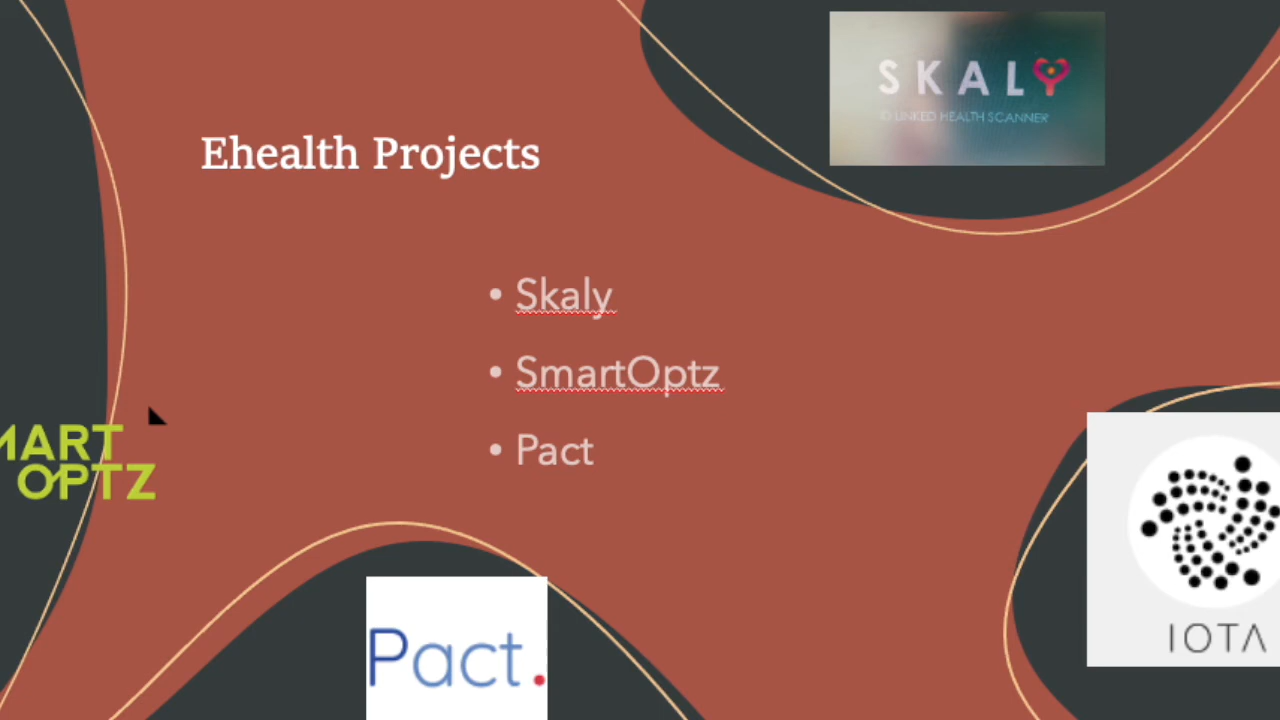 SKALY
LINKED HEALTH SCANNER
Ehealth Projects
• Skaly
• SmartOptz
• Pact
MART
OPTZ
Pact.
IOTA